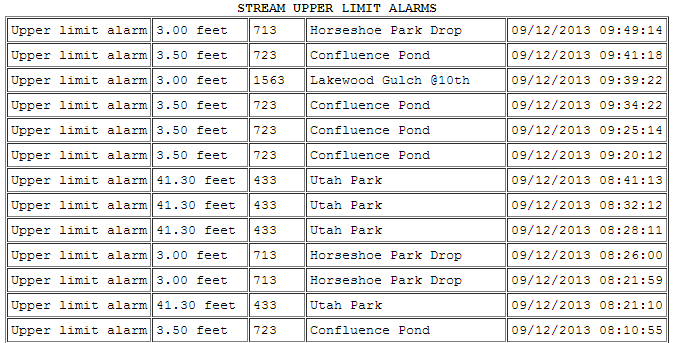 STREAM UPPER LIMIT ALARMS
Upper limit alarm 3.00 feet 713 Horseshoe Park Drop 09/12/2013 09:49:14
Upper limit alarm 3.50 feet 723 Confluence Pond 09/12/2013 09:41:18
Upper limit alarm 3.00 feet 1563 Lakewood Gulch @10th 09/12/2013 09:39:22
Upper limit alarm 3.50 feet 723 Confluence Pond 09/12/2013 09:34:22
Upper limit alarm 3.50 feet 723 Confluence Pond 09/12/2013 09:25:14
Upper limit alarm 3.50 feet 723 Confluence Pond 09/12/2013 09:20:12
Upper limit alarm 41.30 feet 433 Utah Park 09/12/2013 08:41:13
Upper limit alarm 41.30 feet 433 Utah Park 09/12/2013 08:32:12
Upper limit alarm 41.30 feet 433 Utah Park 09/12/2013 08:28:11
Upper limit alarm 3.00 feet 713 Horseshoe Park Drop 09/12/2013 08:26:00
Upper limit alarm 3.00 feet 713 Horseshoe Park Drop 09/12/2013 08:21:59
Upper limit alarm 41.30 feet 433 Utah Park 09/12/2013 08:21:10
Upper limit alarm 3.50 feet 723 Confluence Pond 09/12/2013 08:10:55